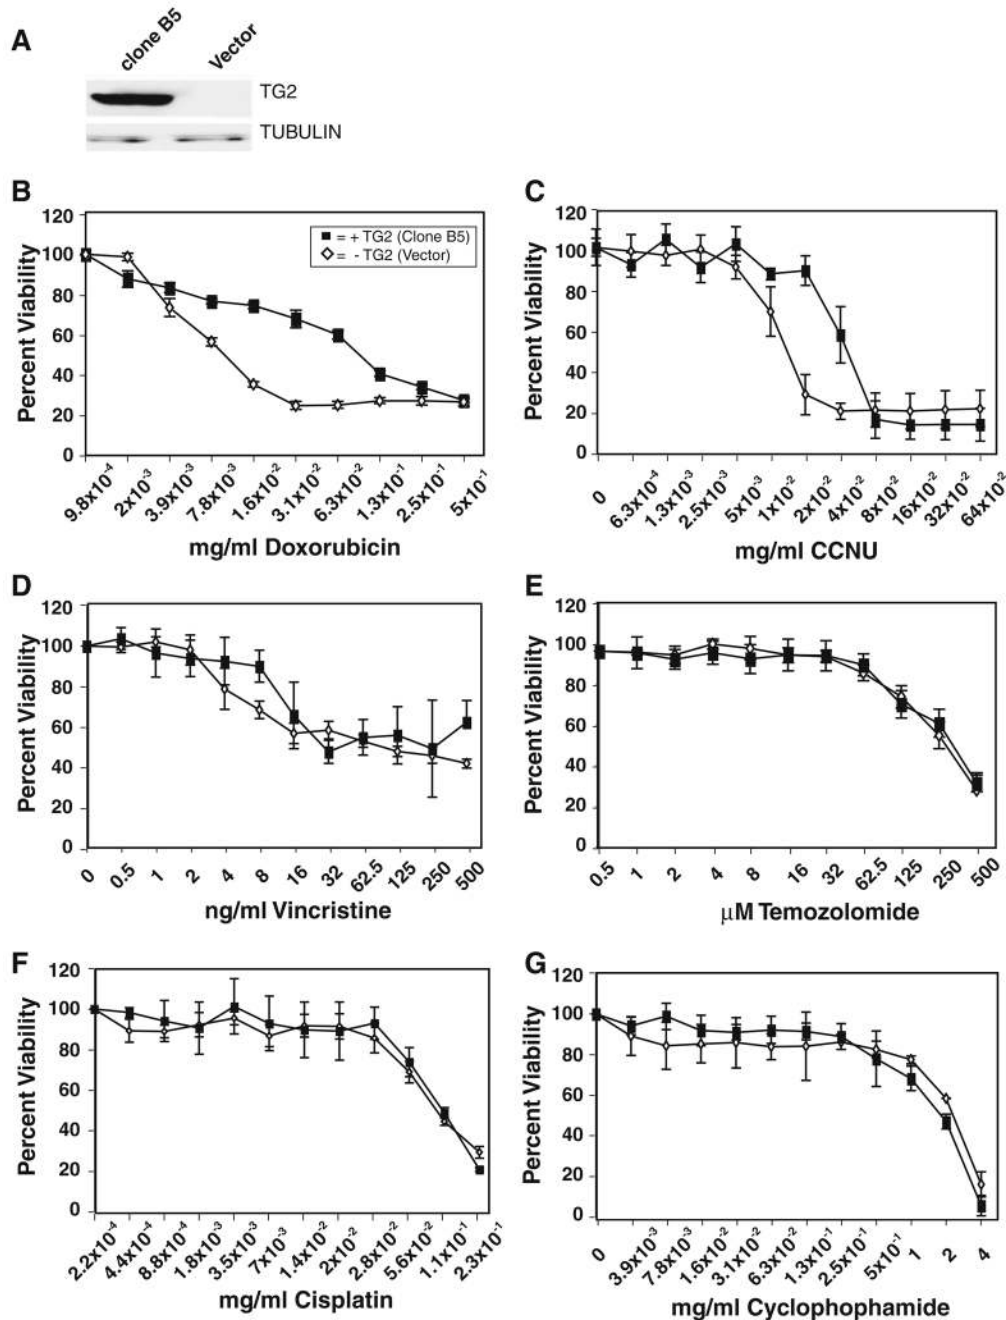 A
clone B5
Vector
TG2
TUBULIN
B
Percent Viability
120
100
80
60
40
20
0
■ = + TG2 (Clone B5)
◇ = - TG2 (Vector)
9.8x10⁻⁴ 2x10⁻³ 3.9x10⁻³ 7.8x10⁻³ 1.6x10⁻² 3.1x10⁻² 6.3x10⁻² 1.3x10⁻¹ 2.5x10⁻¹ 5x10⁻¹
mg/ml Doxorubicin
C
Percent Viability
120
100
80
60
40
20
0
0 6.3x10⁻⁴ 1.3x10⁻³ 2.5x10⁻³ 5x10⁻³ 1x10⁻² 2x10⁻² 4x10⁻² 8x10⁻² 16x10⁻² 32x10⁻² 64x10⁻²
mg/ml CCNU
D
Percent Viability
120
100
80
60
40
20
0
0 0.5 1 2 4 8 16 32 62.5 125 250 500
ng/ml Vincristine
E
Percent Viability
120
100
80
60
40
20
0
0.5 1 2 4 8 16 32 62.5 125 250 500
μM Temozolomide
F
Percent Viability
120
100
80
60
40
20
0
2.2x10⁻⁴ 4.4x10⁻⁴ 8.8x10⁻⁴ 1.8x10⁻³ 3.5x10⁻³ 7x10⁻³ 1.4x10⁻² 2x10⁻² 2.8x10⁻² 5.6x10⁻² 1.1x10⁻¹ 2.3x10⁻¹
mg/ml Cisplatin
G
Percent Viability
120
100
80
60
40
20
0
0 3.9x10⁻³ 7.8x10⁻³ 1.6x10⁻² 3.1x10⁻² 6.3x10⁻² 1.3x10⁻¹ 2.5x10⁻¹ 5x10⁻¹ 1 2 4
mg/ml Cyclophophamide